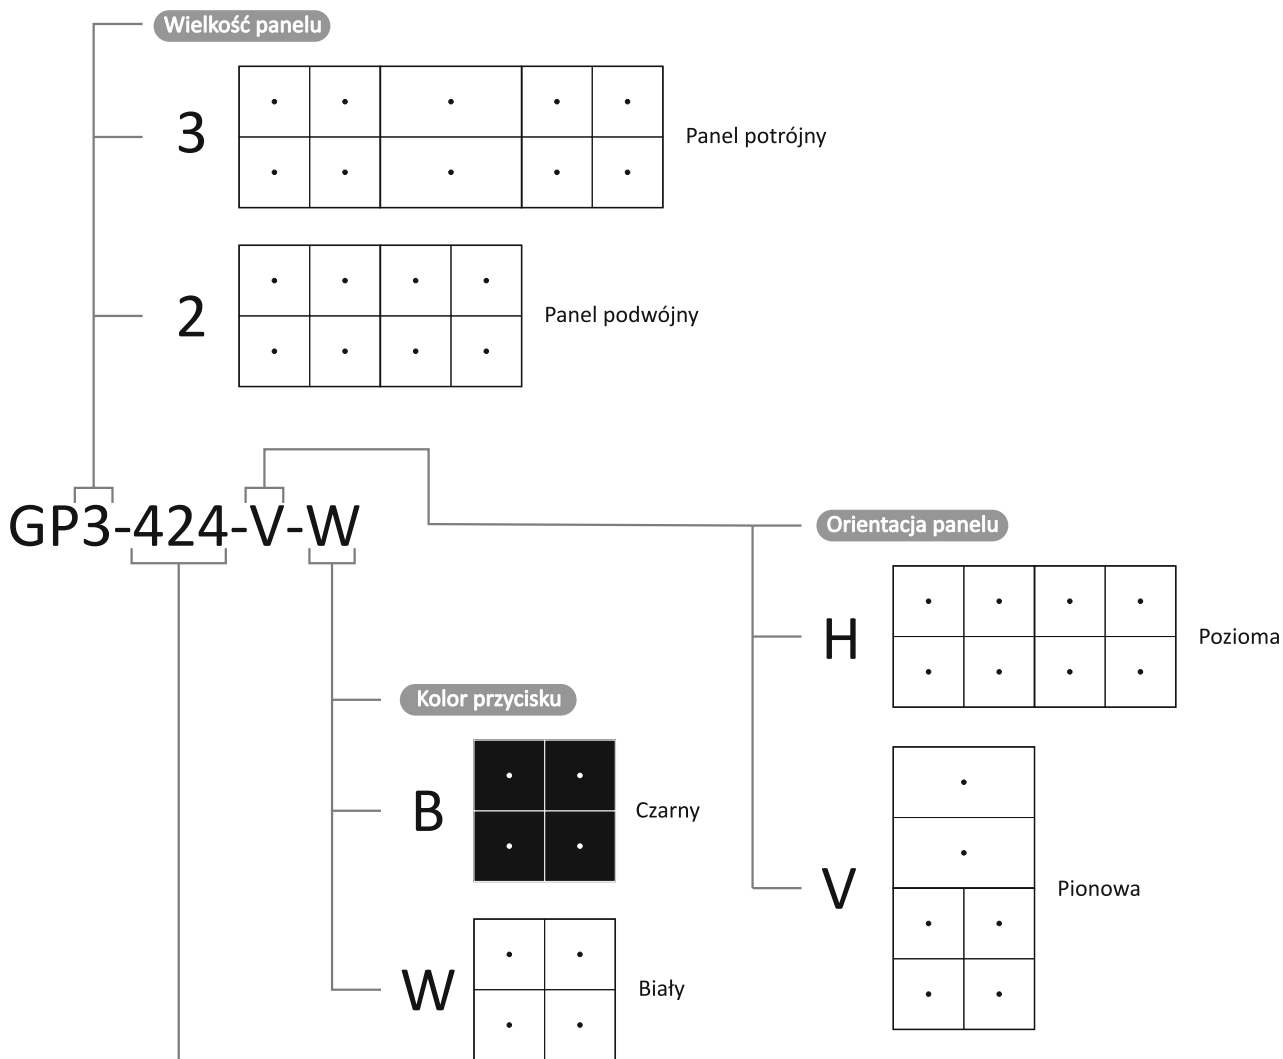 Wielkość panelu
3
Panel potrójny
2
Panel podwójny
GP3-424-V-W
Orientacja panelu
H
Pozioma
Kolor przycisku
B
Czarny
V
Pionowa
W
Biały